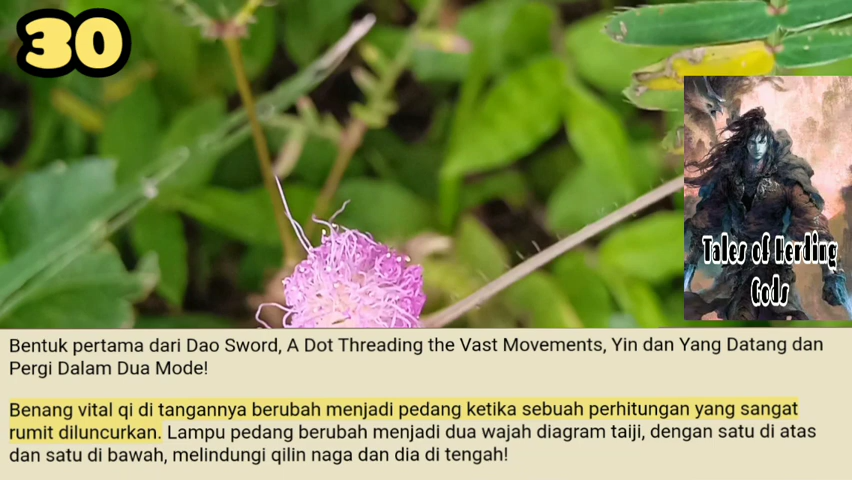 30
Tales of Herding
Gods
Bentuk pertama dari Dao Sword, A Dot Threading the Vast Movements, Yin dan Yang Datang dan
Pergi Dalam Dua Mode!
Benang vital qi di tangannya berubah menjadi pedang ketika sebuah perhitungan yang sangat
rumit diluncurkan. Lampu pedang berubah menjadi dua wajah diagram taiji, dengan satu di atas
dan satu di bawah, melindungi qilin naga dan dia di tengah!